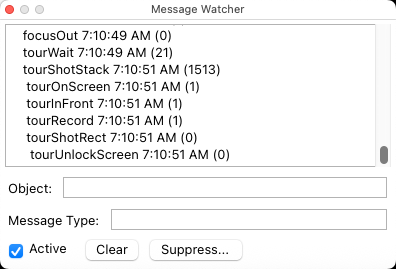 Message Watcher
focusOut 7:10:49 AM (0)
tourWait 7:10:49 AM (21)
tourShotStack 7:10:51 AM (1513)
tourOnScreen 7:10:51 AM (1)
tourInFront 7:10:51 AM (1)
tourRecord 7:10:51 AM (1)
tourShotRect 7:10:51 AM (0)
tourUnlockScreen 7:10:51 AM (0)
Object:
Message Type:
Active Clear Suppress...